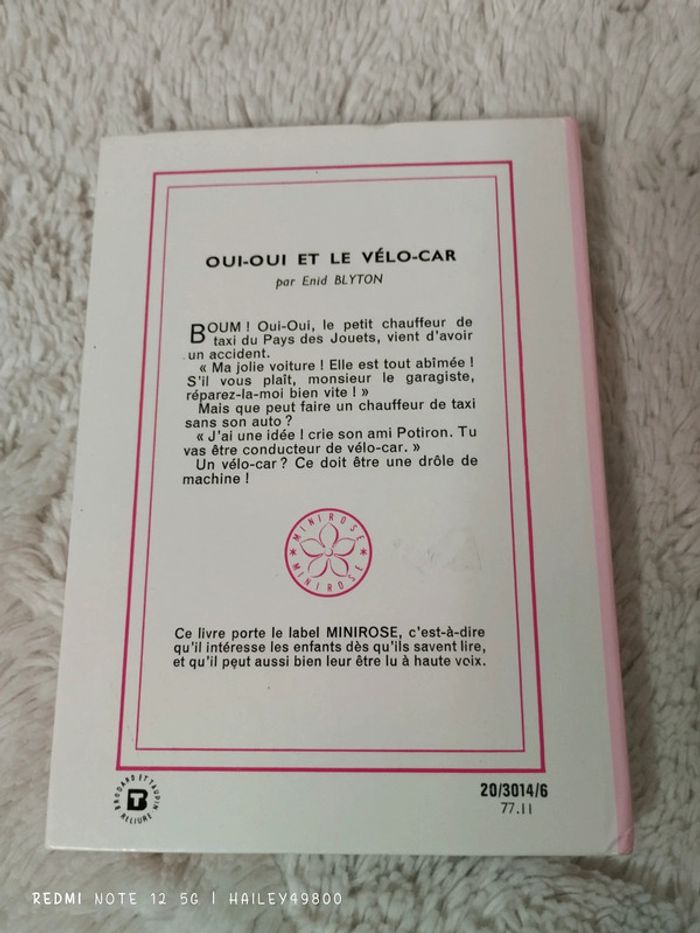 OUI-OUI ET LE VÉLO-CAR
par Enid BLYTON
BOUM ! Oui-Oui, le petit chauffeur de
taxi du Pays des Jouets, vient d'avoir
un accident.
« Ma jolie voiture ! Elle est tout abîmée !
S'il vous plaît, monsieur le garagiste,
réparez-la-moi bien vite ! »
Mais que peut faire un chauffeur de taxi
sans son auto ?
« J'ai une idée ! crie son ami Potiron. Tu
vas être conducteur de vélo-car. »
Un vélo-car ? Ce doit être une drôle de
machine !
MINIROSE
MINIROSE
Ce livre porte le label MINIROSE, c'est-à-dire
qu'il intéresse les enfants dès qu'ils savent lire,
et qu'il peut aussi bien leur être lu à haute voix.
BRODARD ET TAUPIN
BT
RELIURE
20/3014/6
77.11
REDMI NOTE 12 5G | HAILEY49800